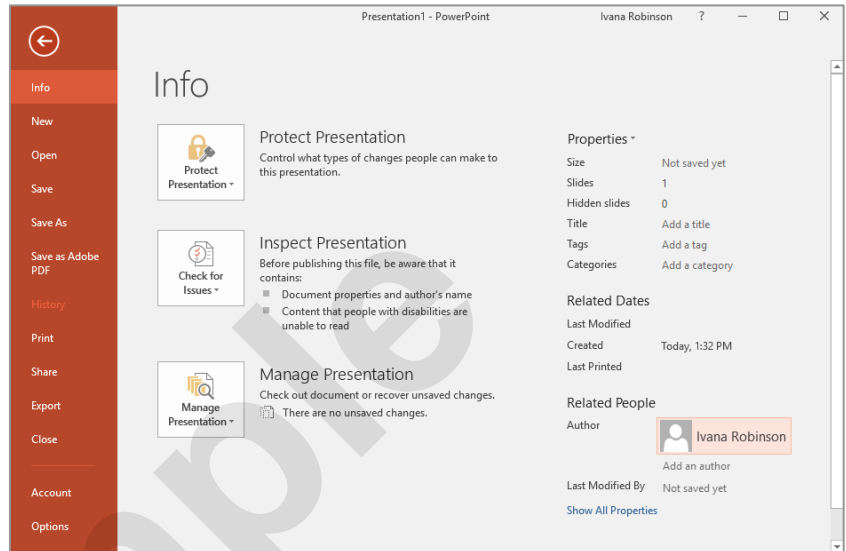 Presentation1 - PowerPoint
Ivana Robinson
?
Info
New
Open
Save
Save As
Save as Adobe
PDF
History
Print
Share
Export
Close
Account
Options
Info
Protect
Presentation
Protect Presentation
Control what types of changes people can make to
this presentation.
Check for
Issues
Inspect Presentation
Before publishing this file, be aware that it
contains:
Document properties and author's name
Content that people with disabilities are
unable to read
Manage
Presentation
Manage Presentation
Check out document or recover unsaved changes.
There are no unsaved changes.
Properties
Size Not saved yet
Slides 1
Hidden slides 0
Title Add a title
Tags Add a tag
Categories Add a category
Related Dates
Last Modified
Created Today, 1:32 PM
Last Printed
Related People
Author Ivana Robinson
Add an author
Last Modified By Not saved yet
Show All Properties